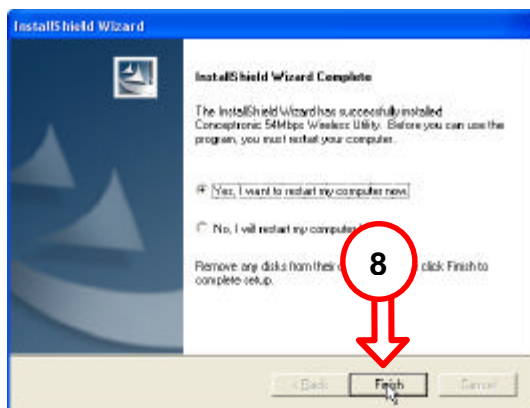 InstallShield Wizard
InstallShield Wizard Complete
The InstallShield Wizard has successfully installed
Conceptronic 54Mbps Wireless Utility. Before you can use the
program, you must restart your computer.
Yes, I want to restart my computer now.
No, I will restart my computer
Remove any disks from their click Finish to
complete setup.
8
< Back Finish Cancel